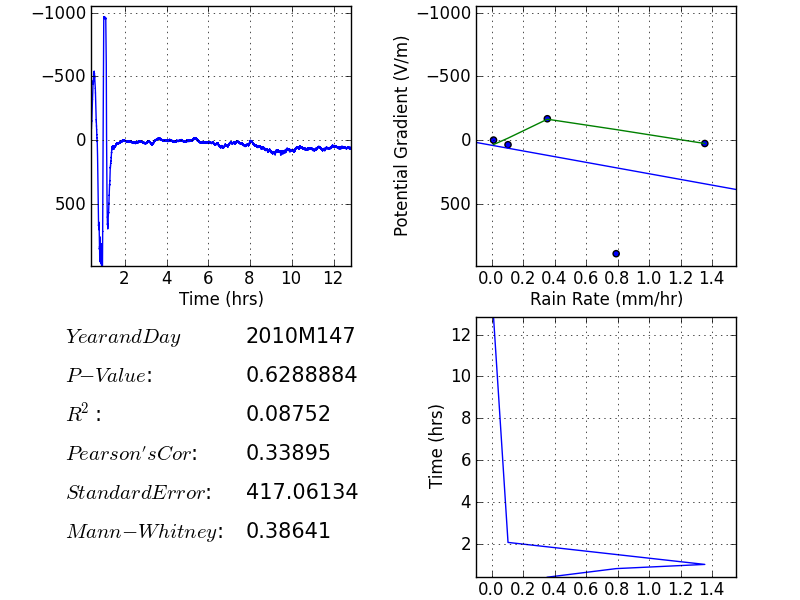 −1000
−500
0
500
2 4 6 8 10 12
Time (hrs)
Potential Gradient (V/m)
−1000
−500
0
500
0.0 0.2 0.4 0.6 0.8 1.0 1.2 1.4
Rain Rate (mm/hr)
YearandDay 2010M147
P−Value: 0.6288884
R²: 0.08752
Pearson'sCor: 0.33895
StandardError: 417.06134
Mann−Whitney: 0.38641
Time (hrs)
12
10
8
6
4
2
0.0 0.2 0.4 0.6 0.8 1.0 1.2 1.4